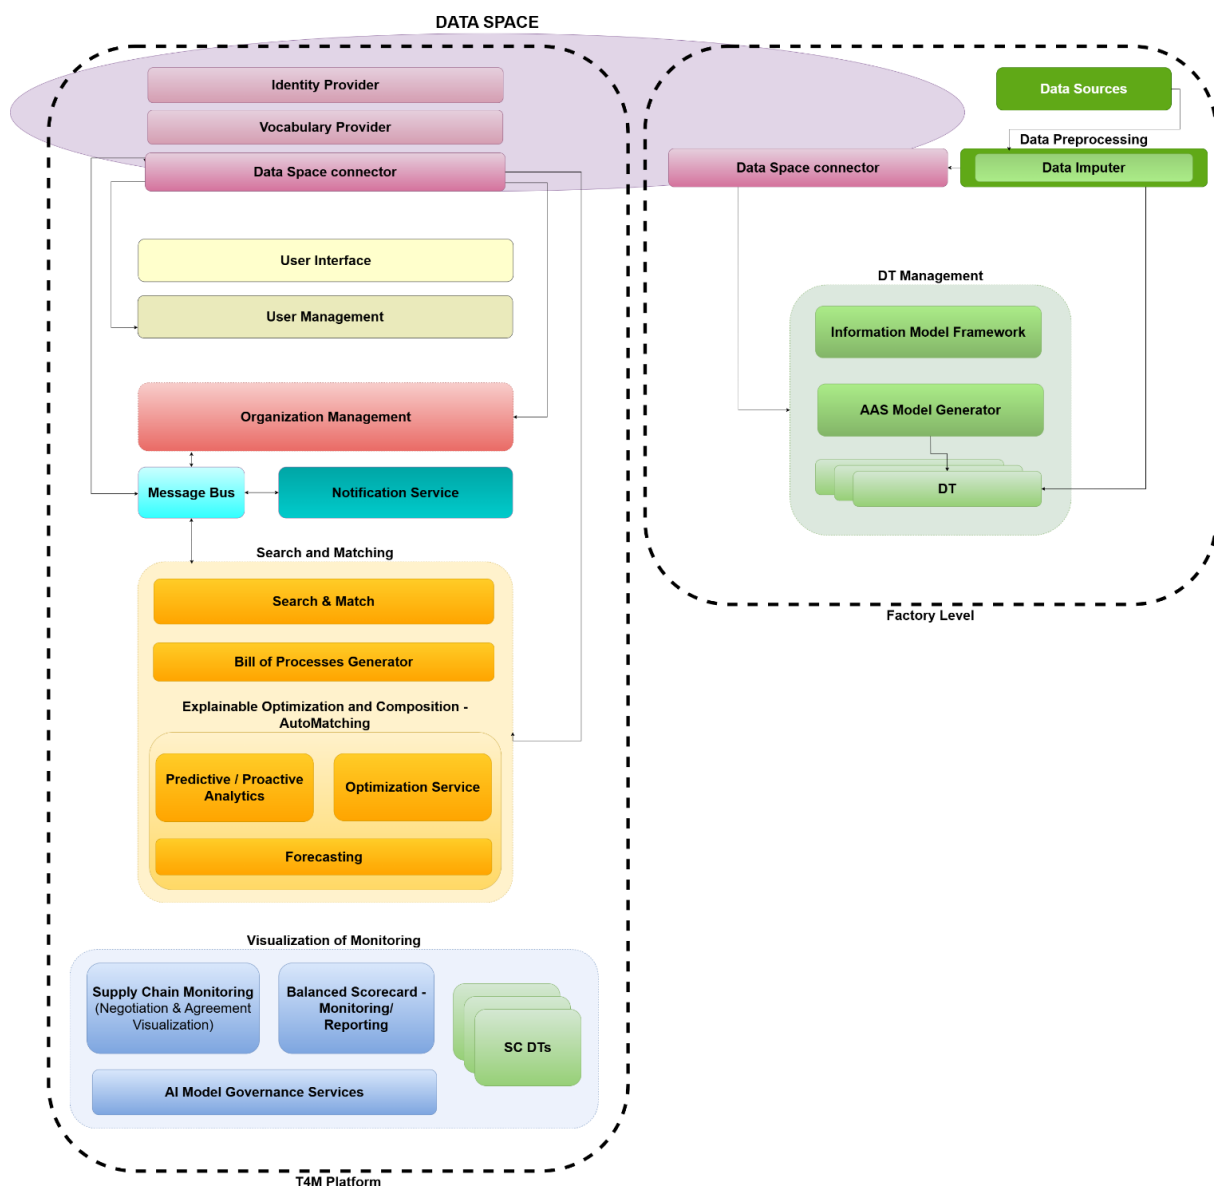 DATA SPACE
Identity Provider
Vocabulary Provider
Data Space connector
User Interface
User Management
Organization Management
Message Bus
Notification Service
Search and Matching
Search & Match
Bill of Processes Generator
Explainable Optimization and Composition -
AutoMatching
Predictive / Proactive
Analytics
Optimization Service
Forecasting
Visualization of Monitoring
Supply Chain Monitoring
(Negotiation & Agreement
Visualization)
Balanced Scorecard -
Monitoring/
Reporting
SC DTs
AI Model Governance Services
T4M Platform
Data Sources
Data Preprocessing
Data Space connector
Data Imputer
DT Management
Information Model Framework
AAS Model Generator
DT
Factory Level